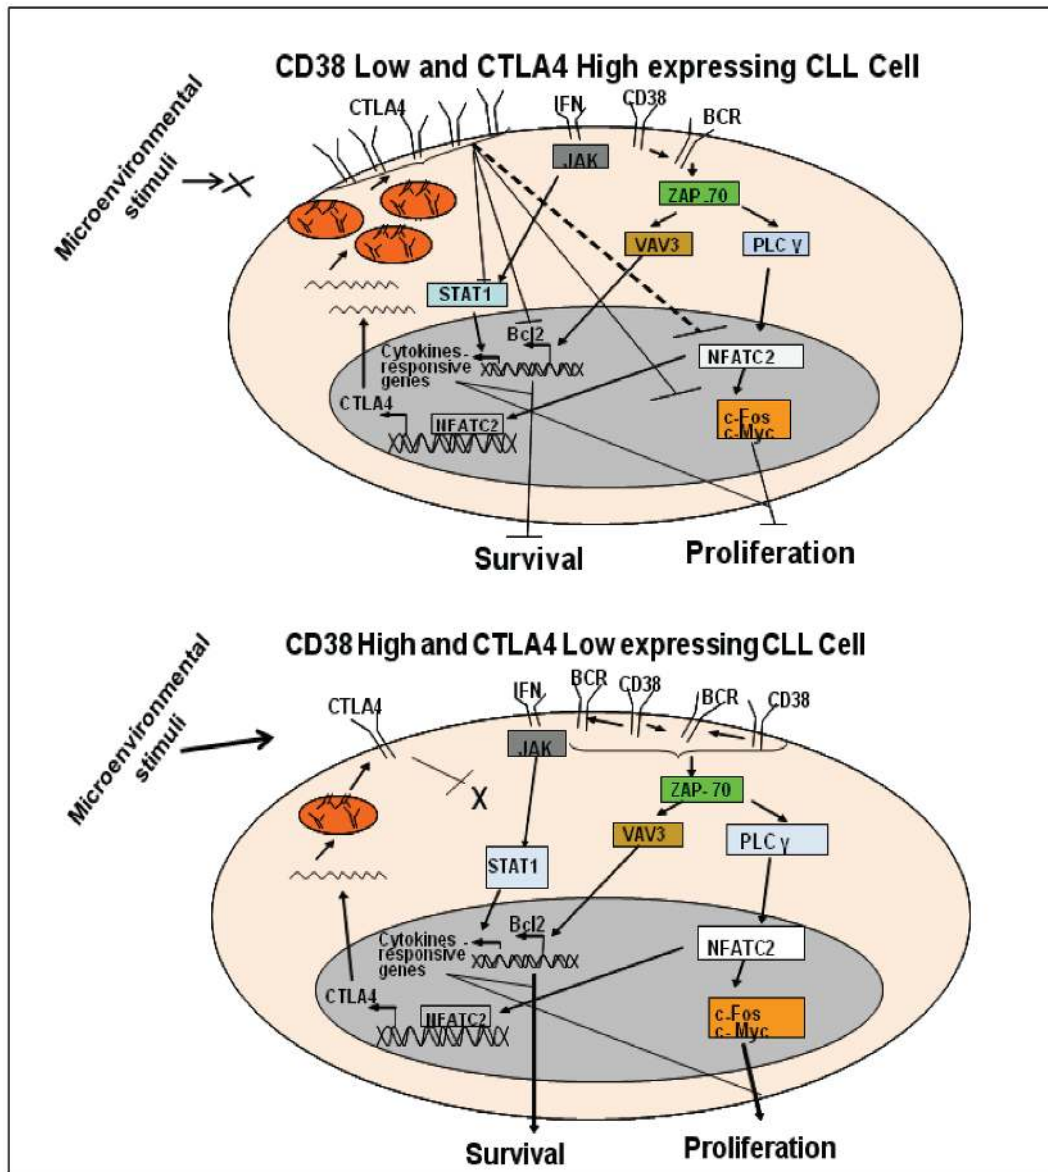 CD38 Low and CTLA4 High expressing CLL Cell
Microenvironmental
stimuli
CTLA4
IFN
CD38
BCR
JAK
ZAP-70
VAV3
PLC γ
STAT1
Bcl2
Cytokines-
responsive
genes
NFATC2
CTLA4
NFATC2
c-Fos
c-Myc
Survival
Proliferation
CD38 High and CTLA4 Low expressing CLL Cell
Microenvironmental
stimuli
CTLA4
IFN
BCR
CD38
BCR
CD38
JAK
X
ZAP-70
VAV3
PLC γ
STAT1
Bcl2
Cytokines-
responsive
genes
NFATC2
CTLA4
NFATC2
c-Fos
c-Myc
Survival
Proliferation